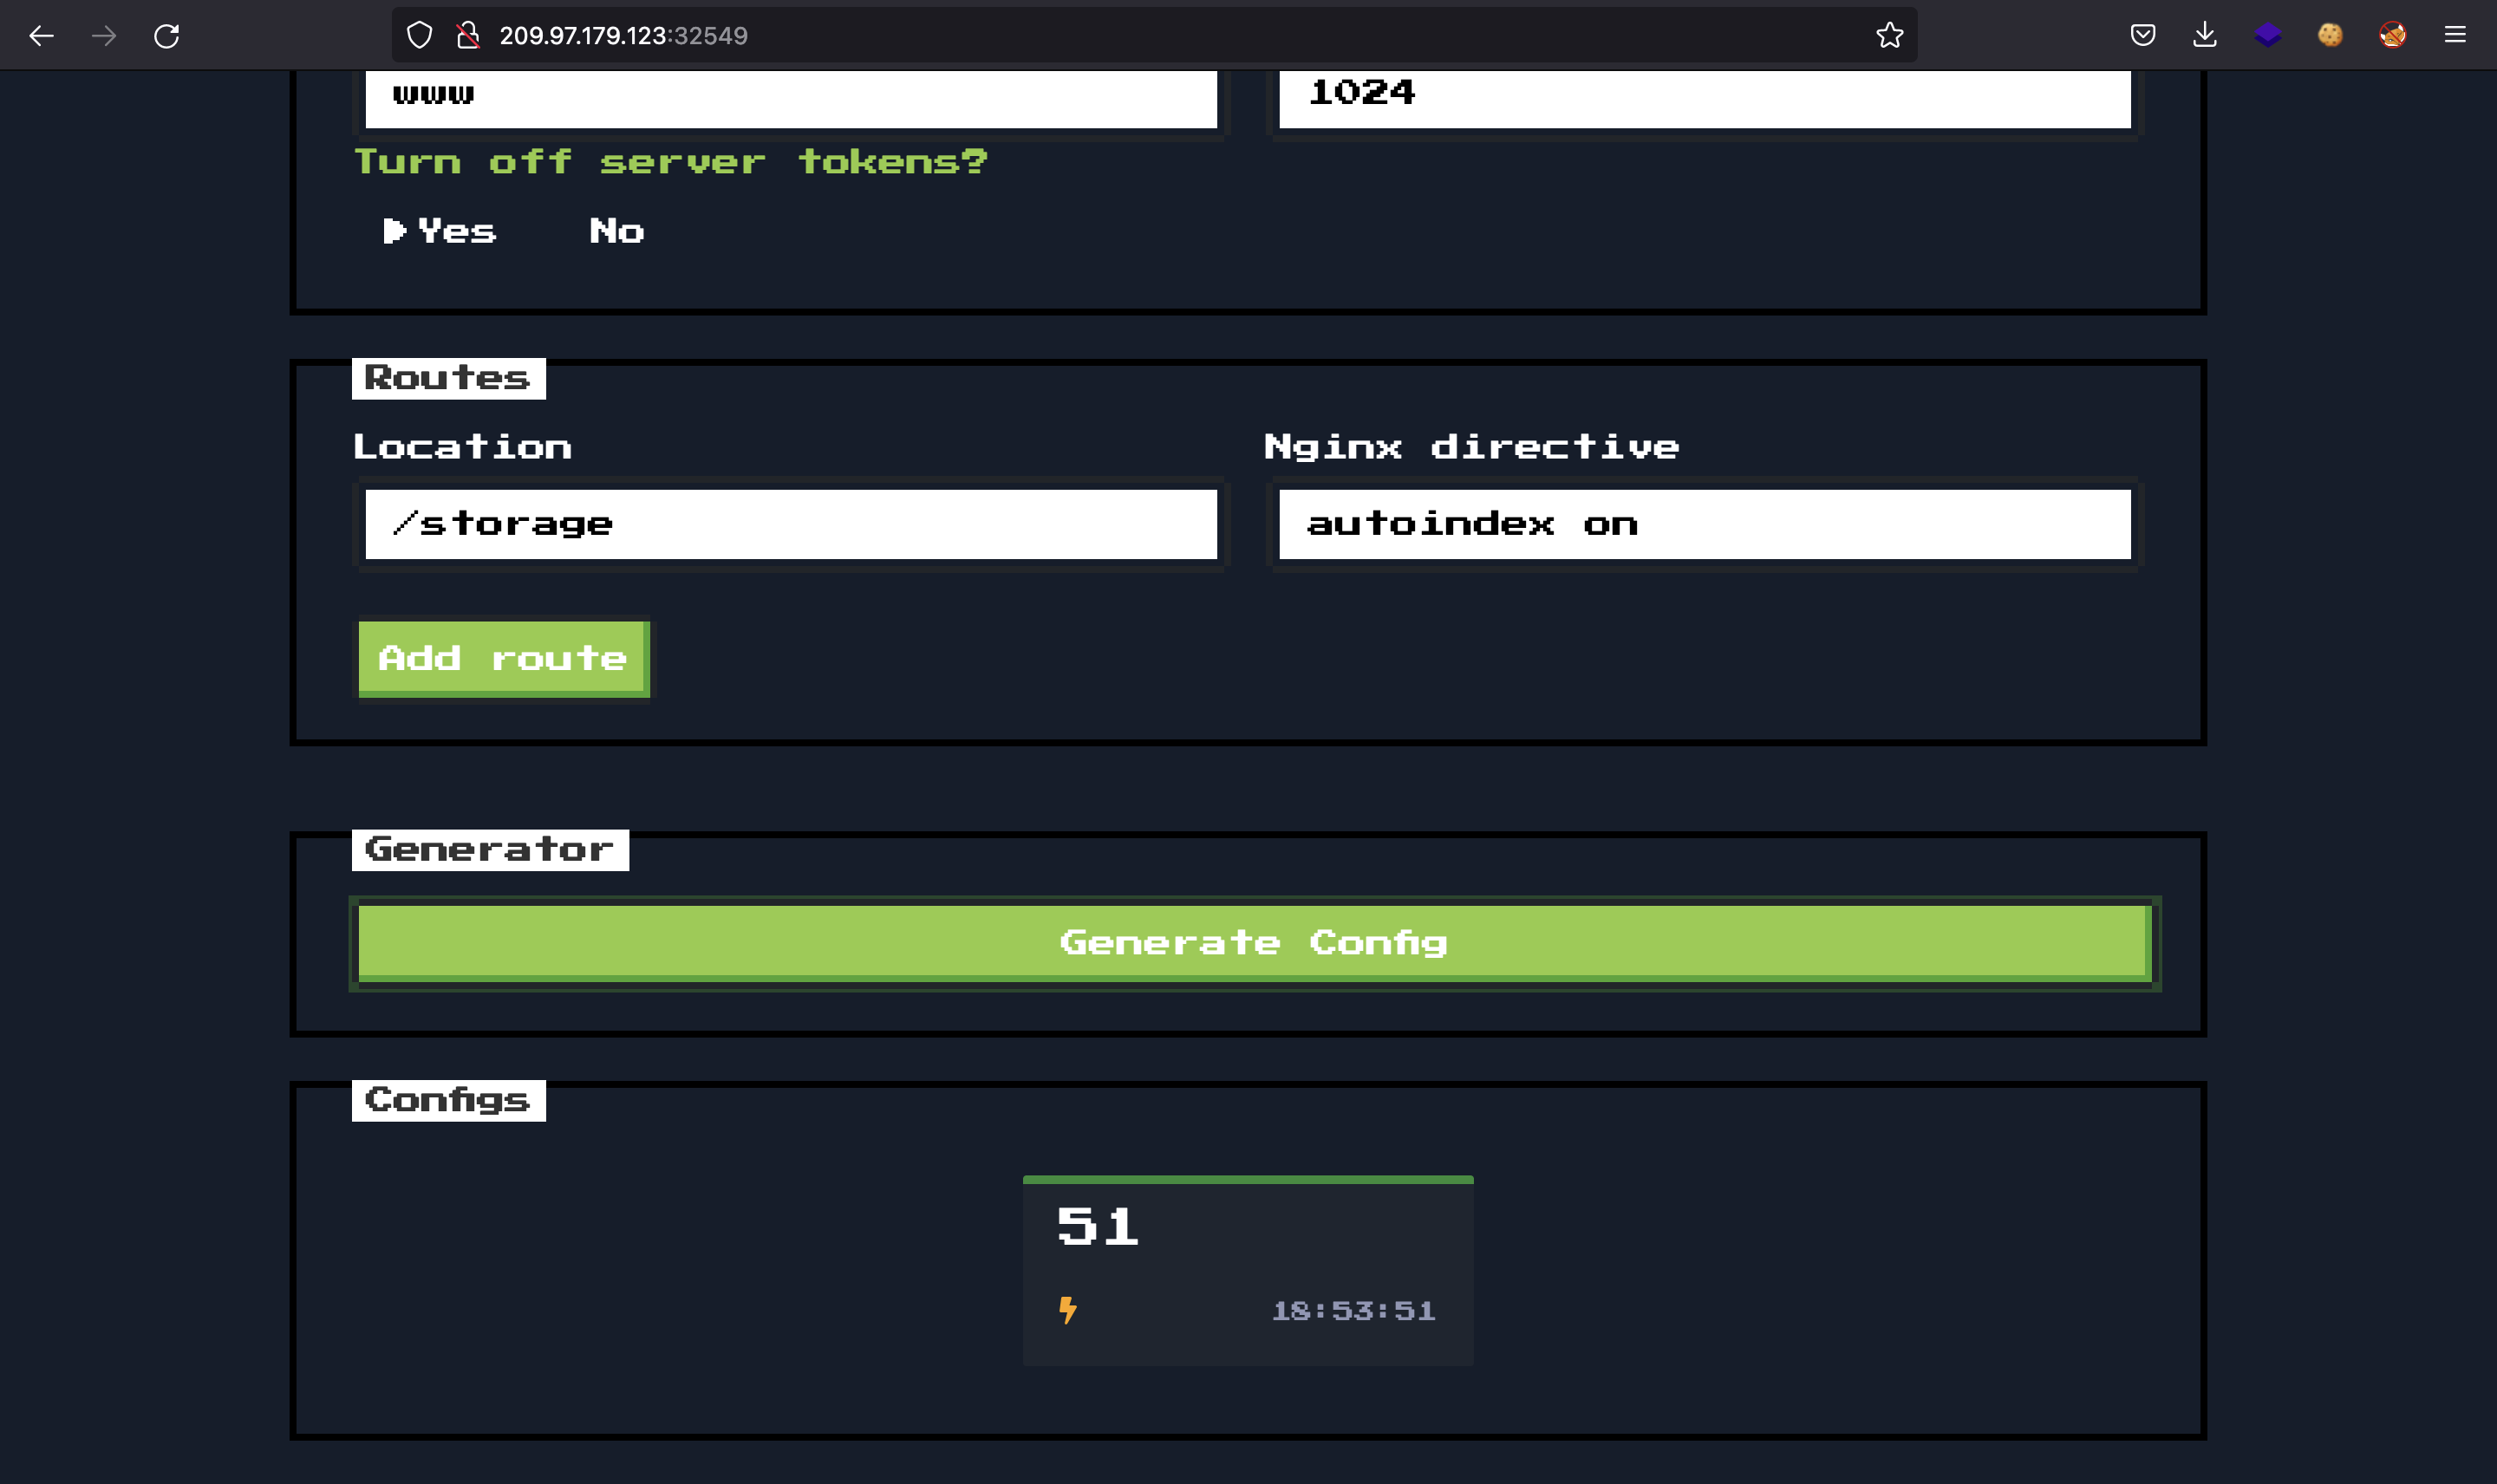 209.97.179.123:32549
www 1024
Turn off server tokens?
Yes No
Routes
Location Nginx directive
/storage autoindex on
Add route
Generator
Generate Config
Configs
51
18:53:51